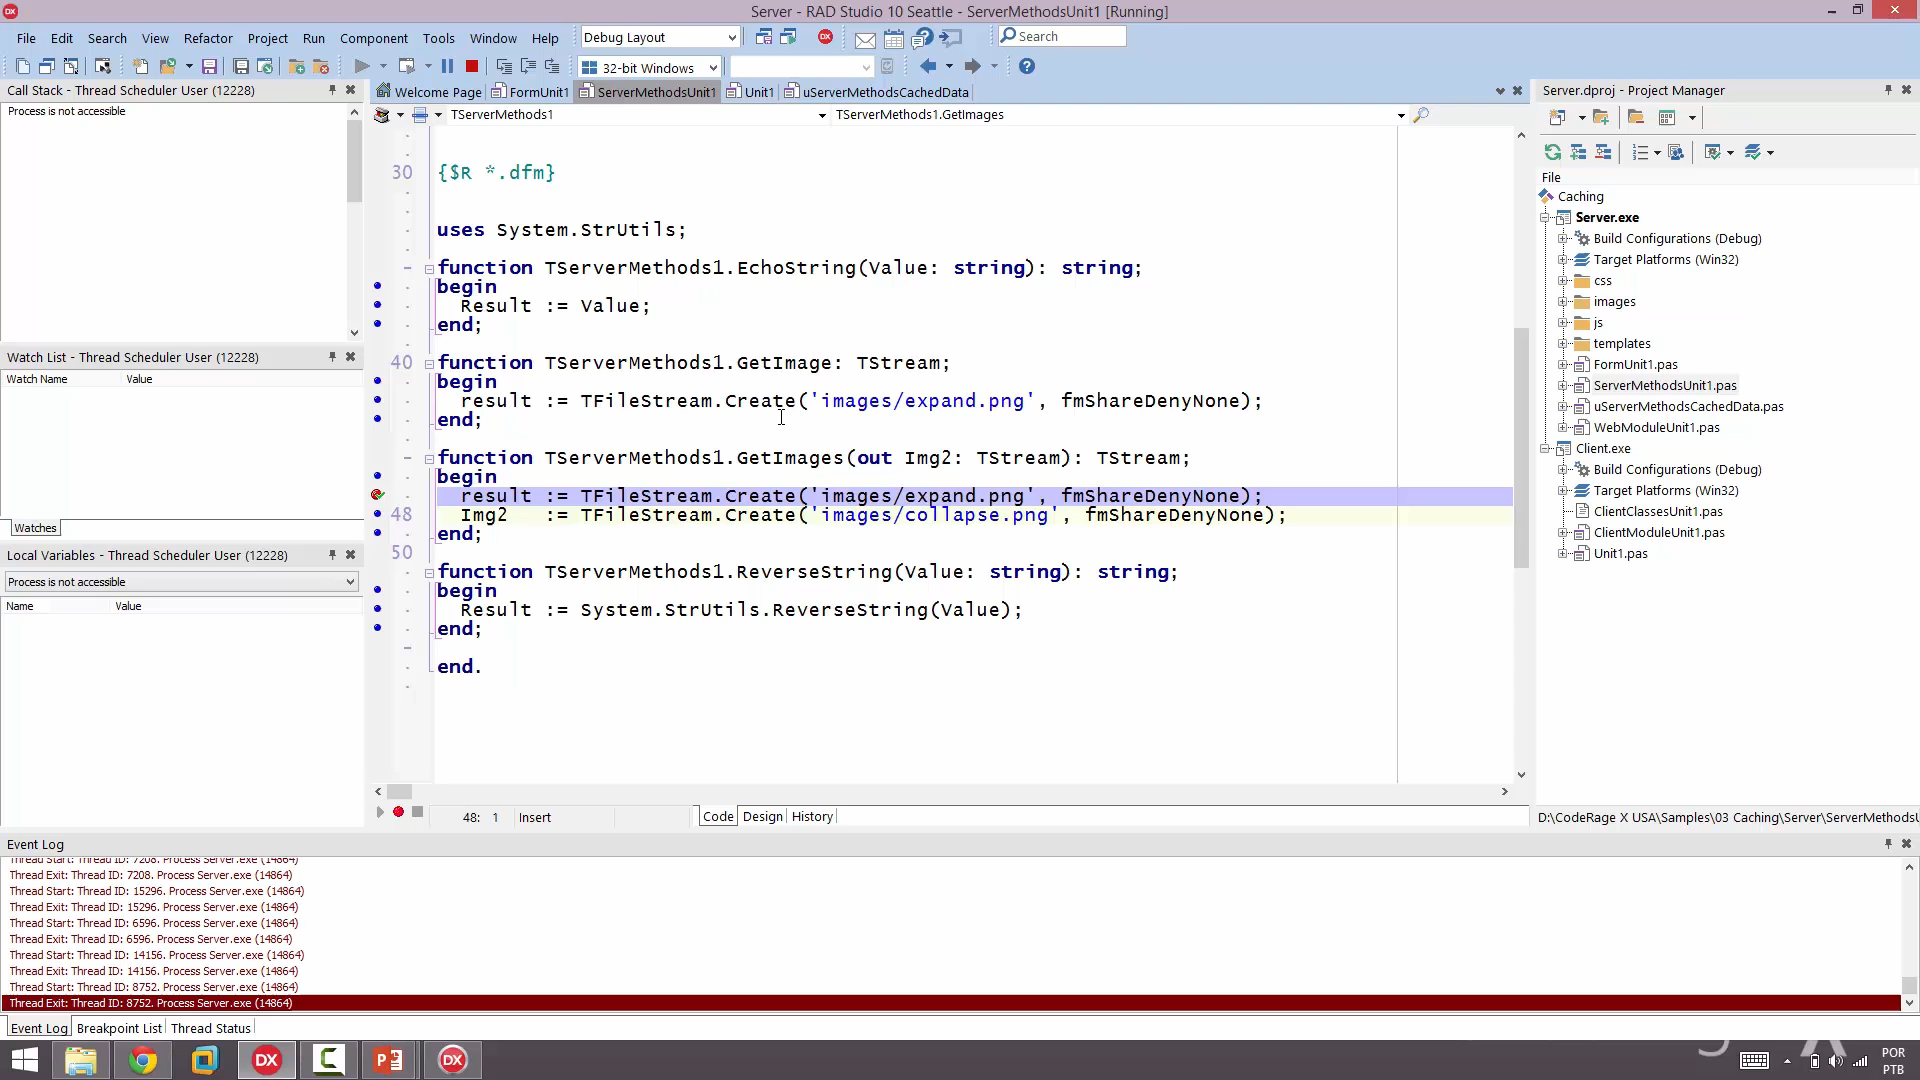 Server - RAD Studio 10 Seattle - ServerMethodsUnit1 [Running]
File Edit Search View Refactor Project Run Component Tools Window Help
Debug Layout
Search
32-bit Windows
Call Stack - Thread Scheduler User (12228)
Process is not accessible
Watch List - Thread Scheduler User (12228)
Watch Name Value
Watches
Local Variables - Thread Scheduler User (12228)
Process is not accessible
Name Value
Welcome Page FormUnit1 ServerMethodsUnit1 Unit1 uServerMethodsCachedData
TServerMethods1 TServerMethods1.GetImages
30 {$R *.dfm}
uses System.StrUtils;
function TServerMethods1.EchoString(Value: string): string;
begin
Result := Value;
end;
40 function TServerMethods1.GetImage: TStream;
begin
result := TFileStream.Create('images/expand.png', fmShareDenyNone);
end;
function TServerMethods1.GetImages(out Img2: TStream): TStream;
begin
result := TFileStream.Create('images/expand.png', fmShareDenyNone);
48 Img2 := TFileStream.Create('images/collapse.png', fmShareDenyNone);
end;
50
function TServerMethods1.ReverseString(Value: string): string;
begin
Result := System.StrUtils.ReverseString(Value);
end;
end.
48: 1 Insert
Code Design History
Server.dproj - Project Manager
File
Caching
Server.exe
Build Configurations (Debug)
Target Platforms (Win32)
css
images
js
templates
FormUnit1.pas
ServerMethodsUnit1.pas
uServerMethodsCachedData.pas
WebModuleUnit1.pas
Client.exe
Build Configurations (Debug)
Target Platforms (Win32)
ClientClassesUnit1.pas
ClientModuleUnit1.pas
Unit1.pas
D:\CodeRage X USA\Samples\03 Caching\Server\ServerMethodsU
Event Log
Thread Start: Thread ID: 7208. Process Server.exe (14864)
Thread Exit: Thread ID: 7208. Process Server.exe (14864)
Thread Start: Thread ID: 15296. Process Server.exe (14864)
Thread Exit: Thread ID: 15296. Process Server.exe (14864)
Thread Start: Thread ID: 6596. Process Server.exe (14864)
Thread Exit: Thread ID: 6596. Process Server.exe (14864)
Thread Start: Thread ID: 14156. Process Server.exe (14864)
Thread Exit: Thread ID: 14156. Process Server.exe (14864)
Thread Start: Thread ID: 8752. Process Server.exe (14864)
Thread Exit: Thread ID: 8752. Process Server.exe (14864)
Event Log Breakpoint List Thread Status
POR
PTB